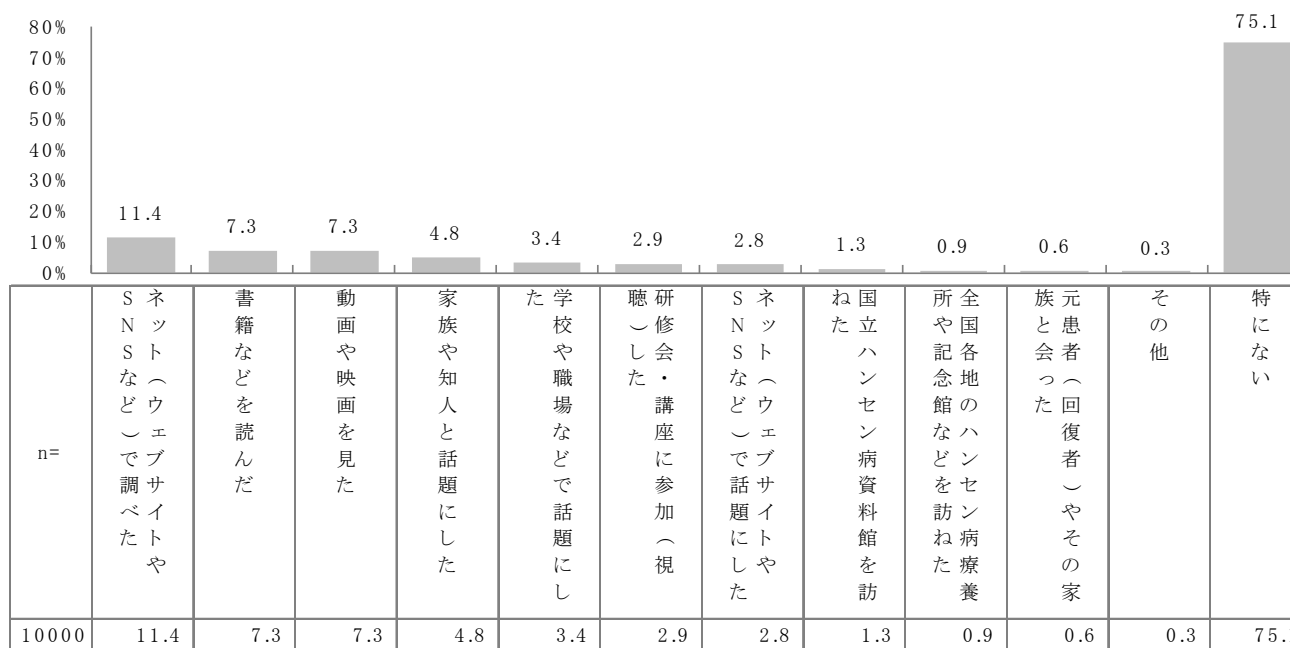 80%
70%
60%
50%
40%
30%
20%
10%
0%
11.4
7.3
7.3
4.8
3.4
2.9
2.8
1.3
0.9
0.6
0.3
75.1
n=
ネット（ウェブサイトや
ＳＮＳなど）で調べた
書籍などを読んだ
動画や映画を見た
家族や知人と話題にした
学校や職場などで話題にし
た
研修会・講座に参加（視
聴）した
ネット（ウェブサイトや
ＳＮＳなど）で話題にした
国立ハンセン病資料館を訪
ねた
全国各地のハンセン病療養
所や記念館などを訪ねた
元患者（回復者）やその家
族と会った
その他
特にない
10000 11.4 7.3 7.3 4.8 3.4 2.9 2.8 1.3 0.9 0.6 0.3 75.1